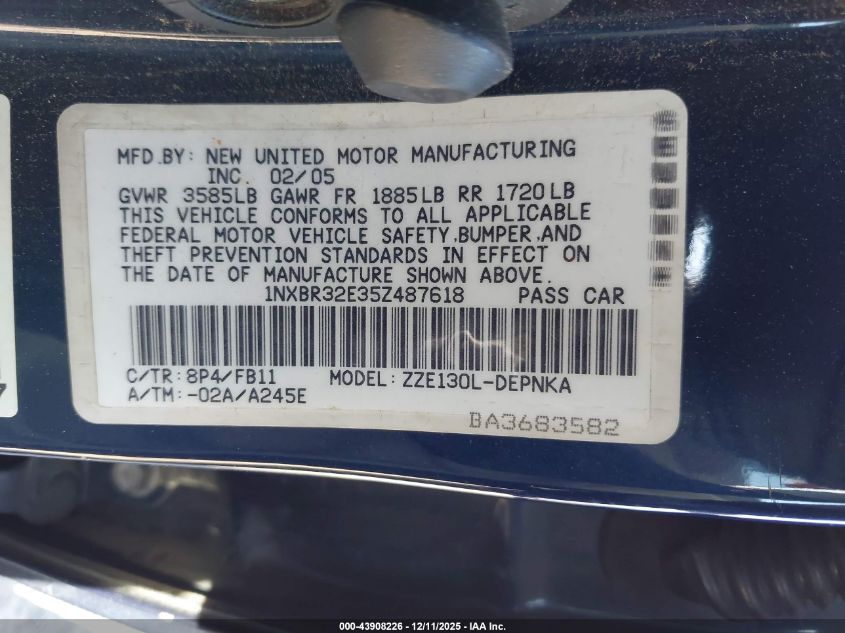 MFD.BY: NEW UNITED MOTOR MANUFACTURING
INC. 02/05
GVWR 3585LB GAWR FR 1885LB RR 1720LB
THIS VEHICLE CONFORMS TO ALL APPLICABLE
FEDERAL MOTOR VEHICLE SAFETY,BUMPER,AND
THEFT PREVENTION STANDARDS IN EFFECT ON
THE DATE OF MANUFACTURE SHOWN ABOVE.
1NXBR32E35Z487618 PASS CAR
C/TR:8P4/FB11 MODEL:ZZE130L-DEPNKA
A/TM:-02A/A245E
BA3683582
000-43908226 - 12/11/2025 - IAA Inc.